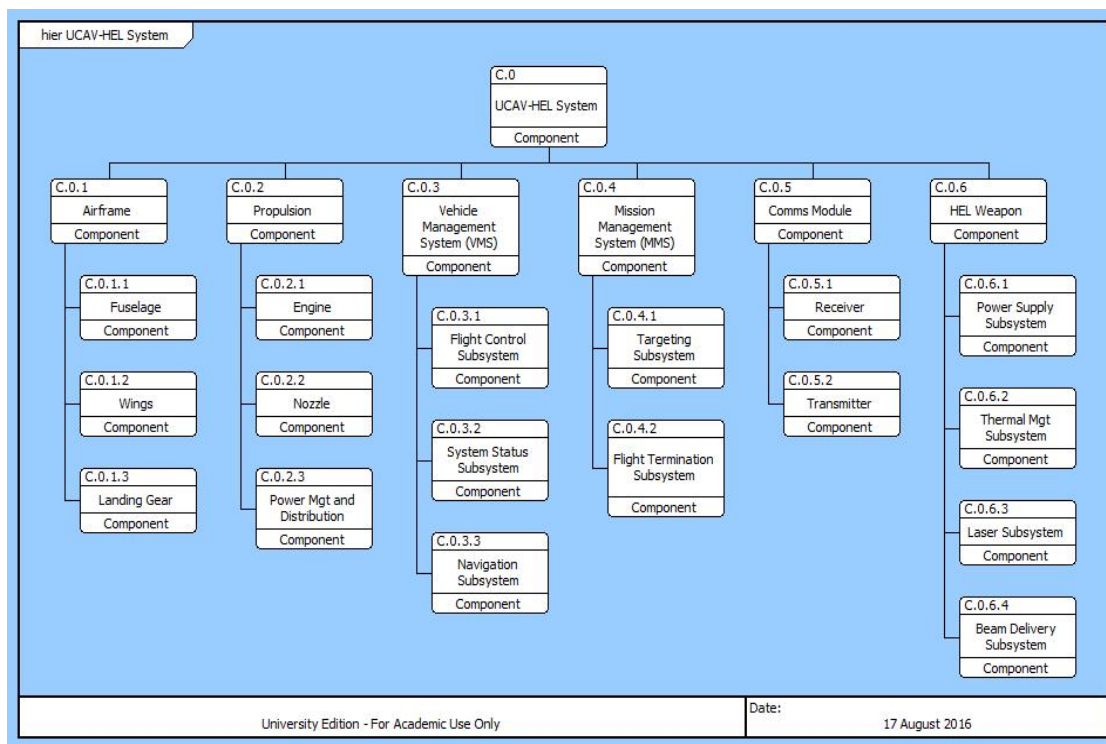 hier UCAV-HEL System
C.0
UCAV-HEL System
Component
C.0.1
Airframe
Component
C.0.2
Propulsion
Component
C.0.3
Vehicle
Management
System (VMS)
Component
C.0.4
Mission
Management
System (MMS)
Component
C.0.5
Comms Module
Component
C.0.6
HEL Weapon
Component
C.0.1.1
Fuselage
Component
C.0.1.2
Wings
Component
C.0.1.3
Landing Gear
Component
C.0.2.1
Engine
Component
C.0.2.2
Nozzle
Component
C.0.2.3
Power Mgt and
Distribution
Component
C.0.3.1
Flight Control
Subsystem
Component
C.0.3.2
System Status
Subsystem
Component
C.0.3.3
Navigation
Subsystem
Component
C.0.4.1
Targeting
Subsystem
Component
C.0.4.2
Flight Termination
Subsystem
Component
C.0.5.1
Receiver
Component
C.0.5.2
Transmitter
Component
C.0.6.1
Power Supply
Subsystem
Component
C.0.6.2
Thermal Mgt
Subsystem
Component
C.0.6.3
Laser Subsystem
Component
C.0.6.4
Beam Delivery
Subsystem
Component
University Edition - For Academic Use Only
Date:
17 August 2016